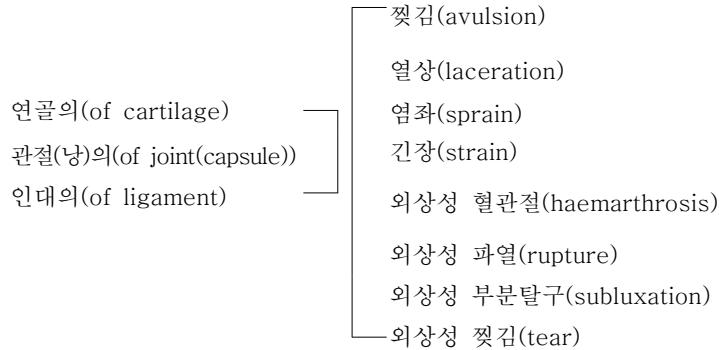 연골의(of cartilage)
관절(낭)의(of joint(capsule))
인대의(of ligament)
찢김(avulsion)
열상(laceration)
염좌(sprain)
긴장(strain)
외상성 혈관절(haemarthrosis)
외상성 파열(rupture)
외상성 부분탈구(subluxation)
외상성 찢김(tear)